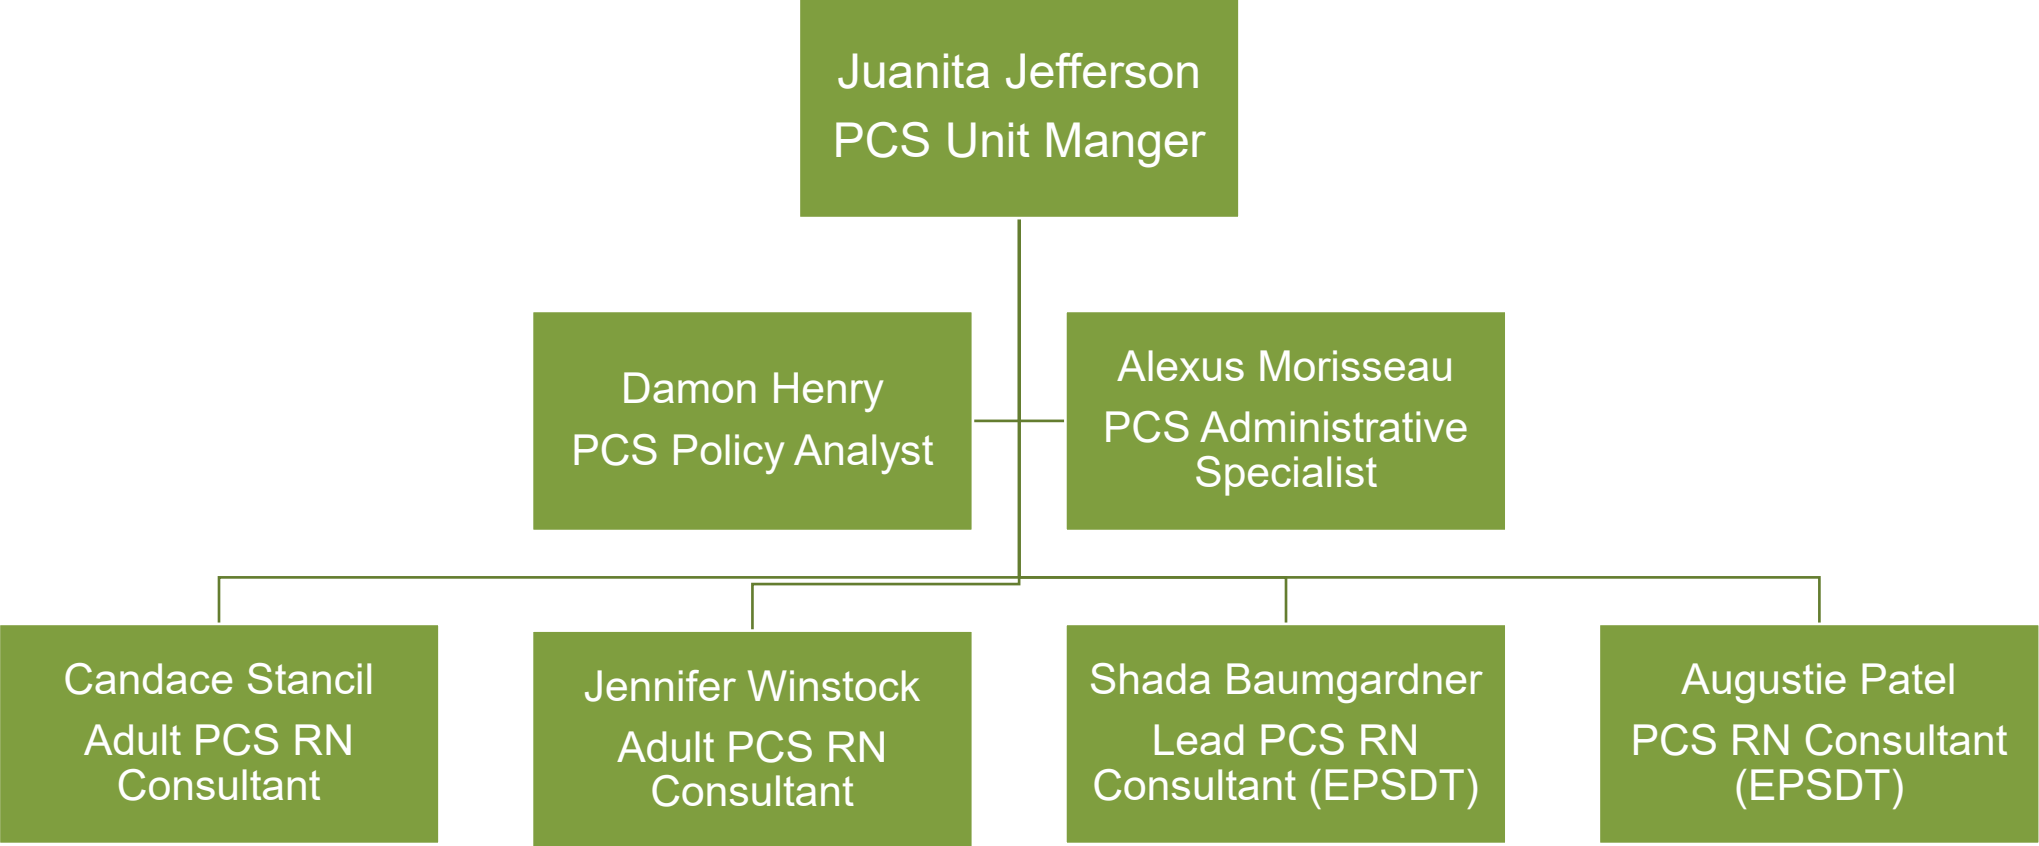 Juanita Jefferson
PCS Unit Manger
Damon Henry
PCS Policy Analyst
Alexus Morisseau
PCS Administrative
Specialist
Candace Stancil
Adult PCS RN
Consultant
Jennifer Winstock
Adult PCS RN
Consultant
Shada Baumgardner
Lead PCS RN
Consultant (EPSDT)
Augustie Patel
PCS RN Consultant
(EPSDT)